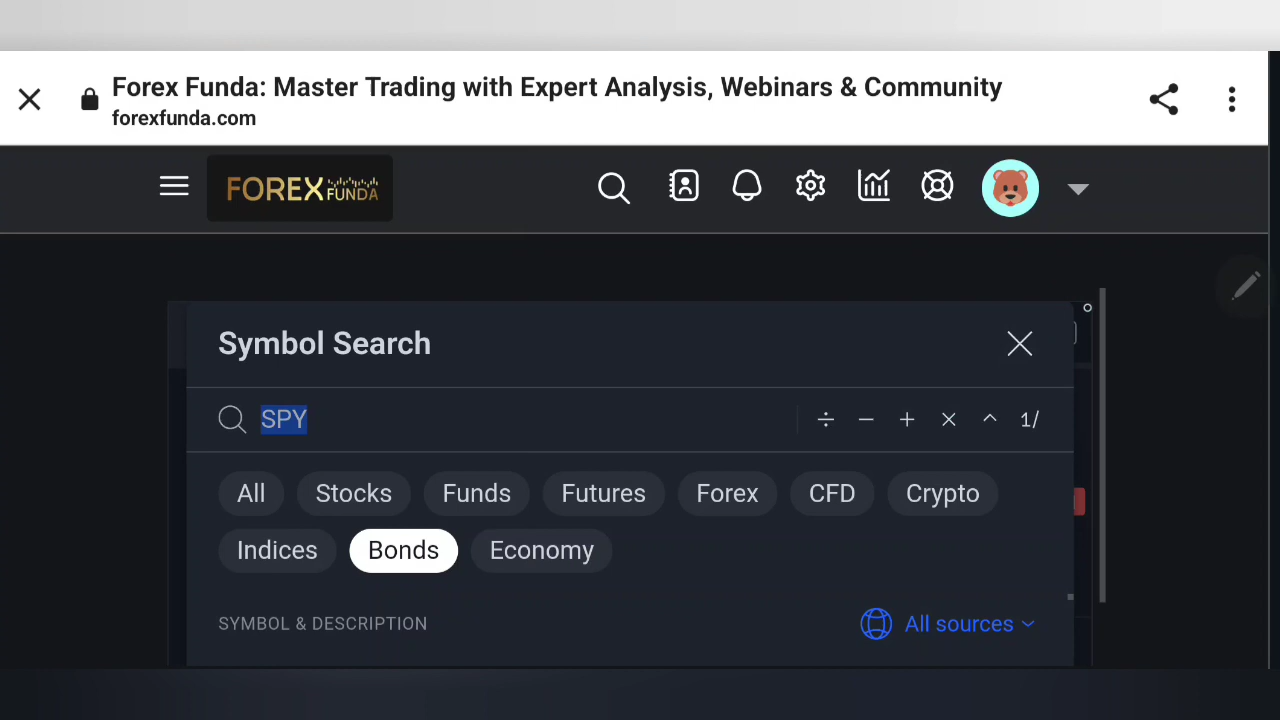 Forex Funda: Master Trading with Expert Analysis, Webinars & Community
forexfunda.com
FOREX FUNDA
Symbol Search
SPY ÷ − + × ^ 1/
All Stocks Funds Futures Forex CFD Crypto
Indices Bonds Economy
SYMBOL & DESCRIPTION All sources